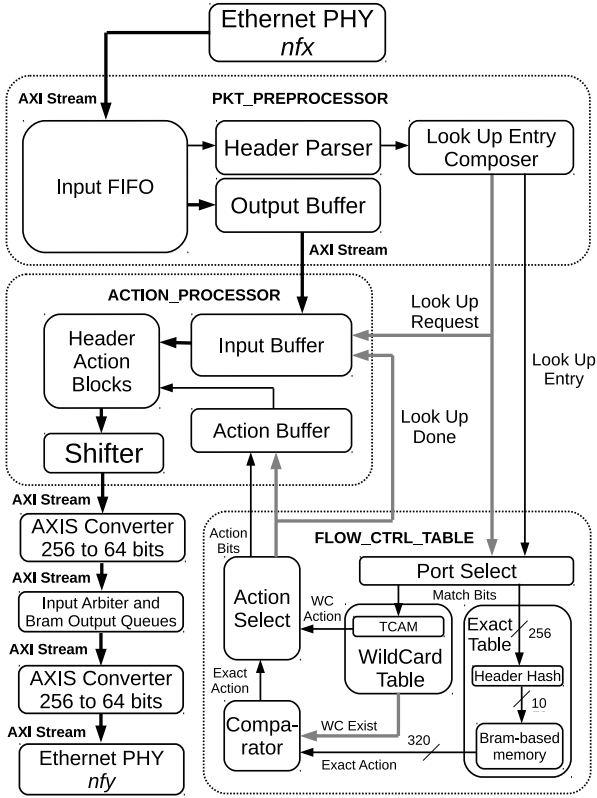 Ethernet PHY
nfx
AXI Stream
PKT_PREPROCESSOR
Input FIFO
Header Parser
Look Up Entry
Composer
Output Buffer
AXI Stream
ACTION_PROCESSOR
Header
Action
Blocks
Input Buffer
Look Up
Request
Look Up
Entry
Action Buffer
Look Up
Done
Shifter
AXI Stream
AXIS Converter
256 to 64 bits
AXI Stream
Input Arbiter and
Bram Output Queues
AXI Stream
AXIS Converter
256 to 64 bits
AXI Stream
Ethernet PHY
nfy
Action
Bits
FLOW_CTRL_TABLE
Port Select
Match Bits
Action
Select
WC
Action
TCAM
WildCard
Table
Exact
Table
256
Header Hash
10
Bram-based
memory
Exact
Action
Compa-
rator
WC Exist
320
Exact Action